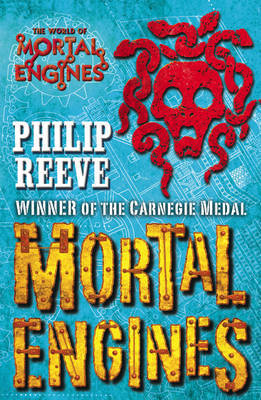 THE WORLD OF
MORTAL
ENGINES
PHILIP
REEVE
WINNER OF THE CARNEGIE MEDAL
MORTAL
ENGINES